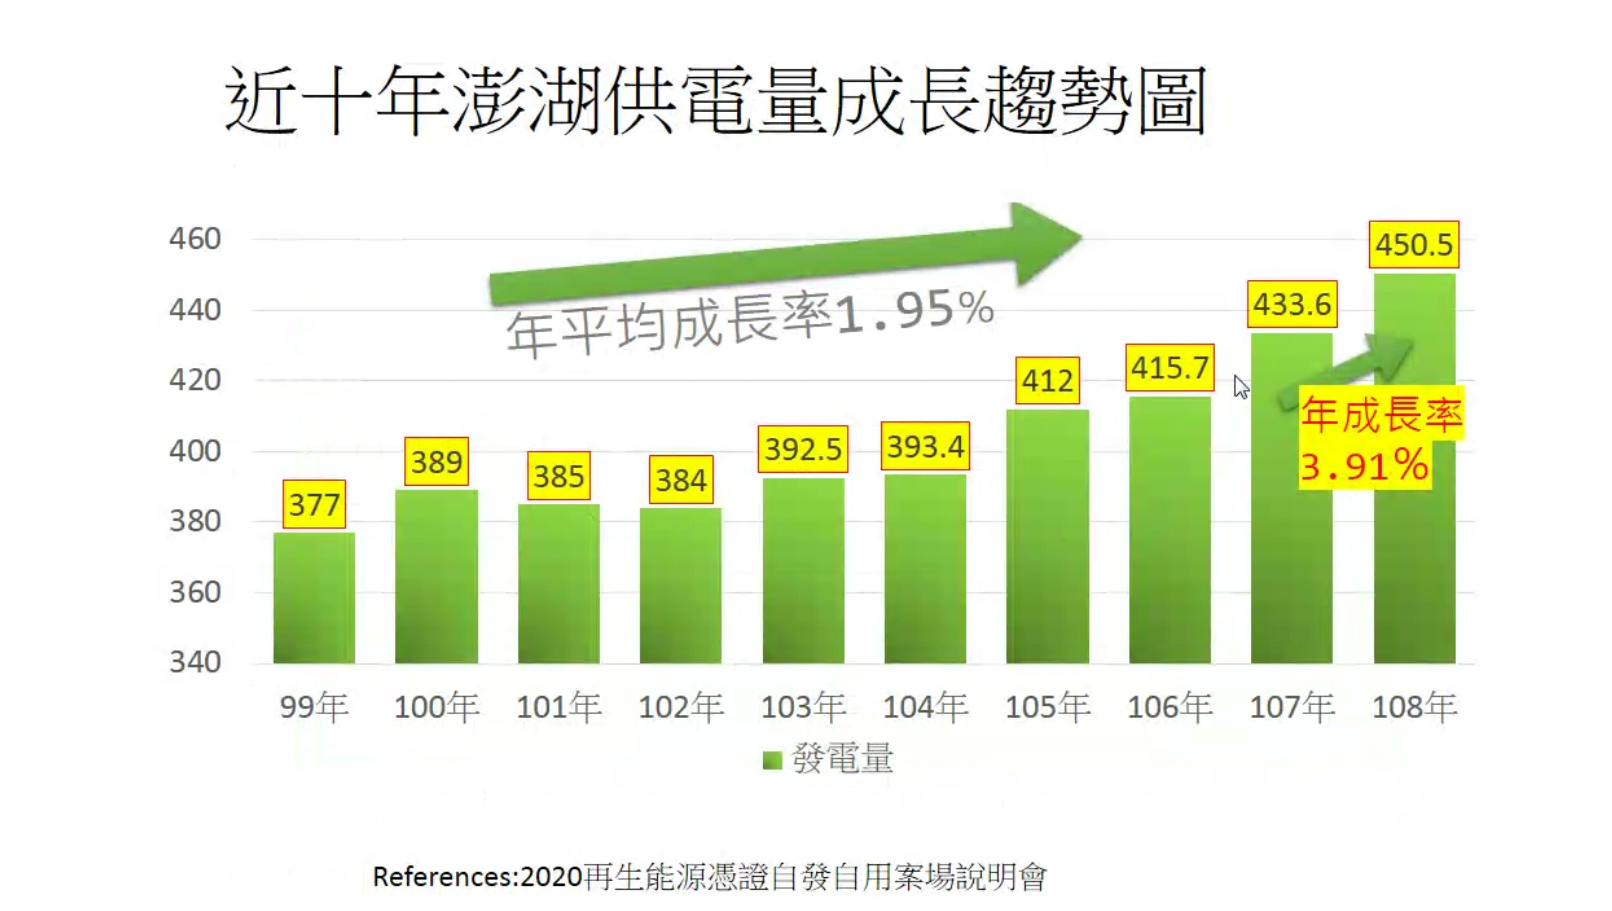 近十年澎湖供電量成長趨勢圖
460
440
420
400
380
360
340
年平均成長率1.95%
377
389
385
384
392.5
393.4
412
415.7
433.6
450.5
年成長率
3.91%
99年
100年
101年
102年
103年
104年
105年
106年
107年
108年
發電量
References:2020再生能源憑證自發自用案場說明會